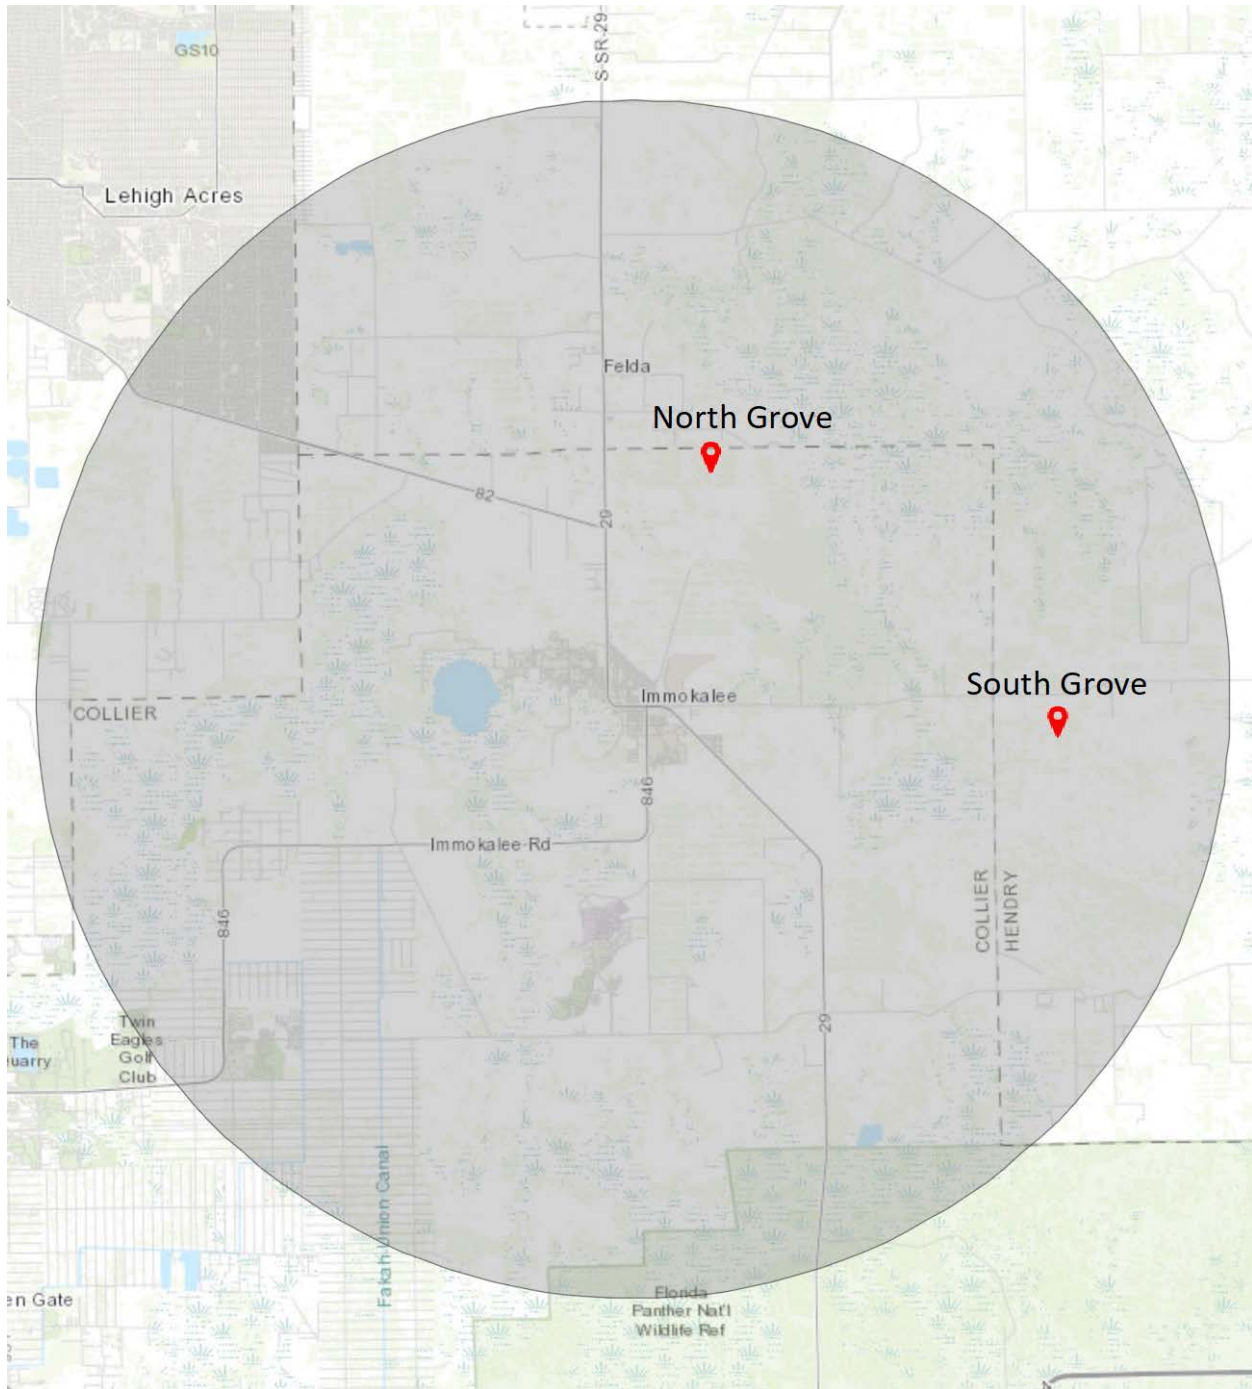 GS10
S-SR-29
Lehigh Acres
Felda
North Grove
82
29
South Grove
Immokalee
COLLIER
846
Immokalee Rd
846
COLLIER
HENDRY
29
Twin
Eagles
Golf
Club
The
uarry
Fakah Union Canal
en Gate
Florida
Panther Nat'l
Wildlife Ref